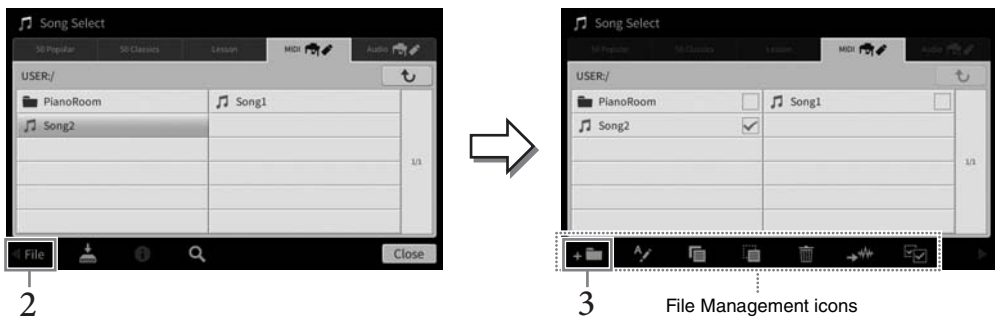 Song Select
50 Popular 50 Classics Lesson MIDI Audio
USER:/
PianoRoom Song1
Song2
1/1
File Close
2
Song Select
50 Popular 50 Classics Lesson MIDI Audio
USER:/
PianoRoom Song1
Song2
1/1
3
File Management icons